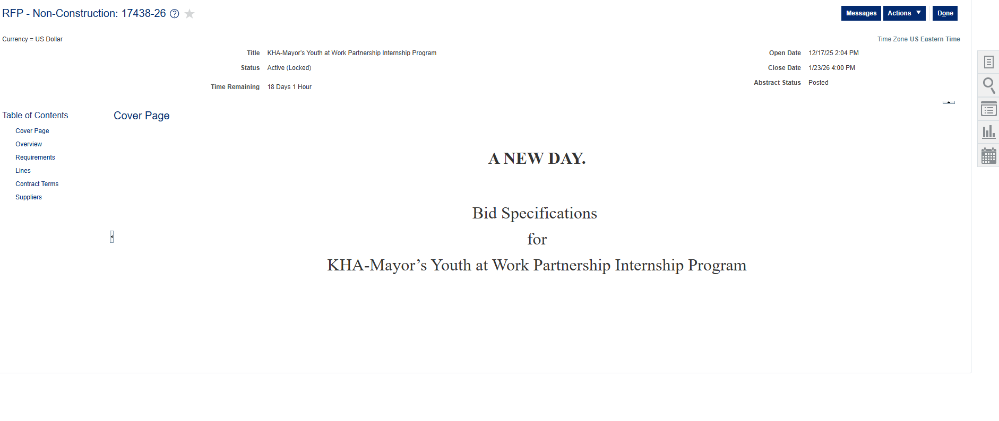 RFP - Non-Construction: 17438-26
Messages
Actions
Done
Currency = US Dollar
Time Zone US Eastern Time
Title KHA-Mayor’s Youth at Work Partnership Internship Program
Status Active (Locked)
Time Remaining 18 Days 1 Hour
Open Date 12/17/25 2:04 PM
Close Date 1/23/26 4:00 PM
Abstract Status Posted
Table of Contents
Cover Page
Overview
Requirements
Lines
Contract Terms
Suppliers
Cover Page
A NEW DAY.
Bid Specifications
for
KHA-Mayor’s Youth at Work Partnership Internship Program